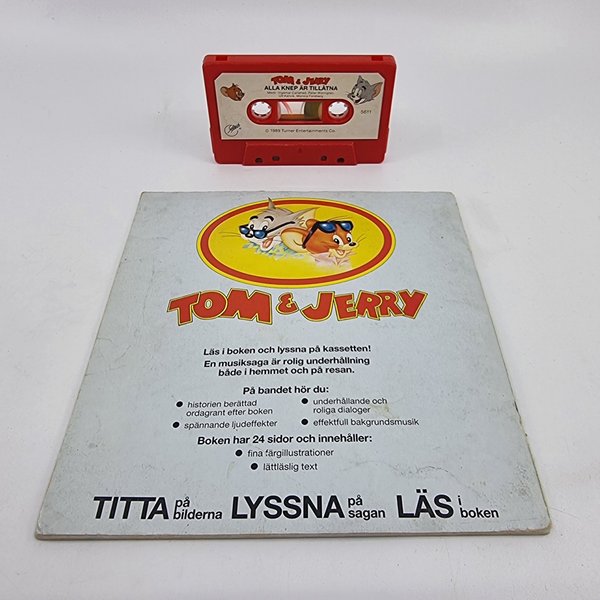 TOM & JERRY
ALLA KNEP ÄR TILLÅTNA
5611
© 1989 Turner Entertainments Co.
TOM & JERRY
Läs i boken och lyssna på kassetten!
En musiksaga är rolig underhållning
både i hemmet och på resan.
På bandet hör du:
● historien berättad
ordagrant efter boken
● spännande ljudeffekter
● underhållande och
roliga dialoger
● effektfull bakgrundsmusik
Boken har 24 sidor och innehåller:
● fina färgillustrationer
● lättläslig text
TITTA på bilderna LYSSNA på sagan LÄS i boken